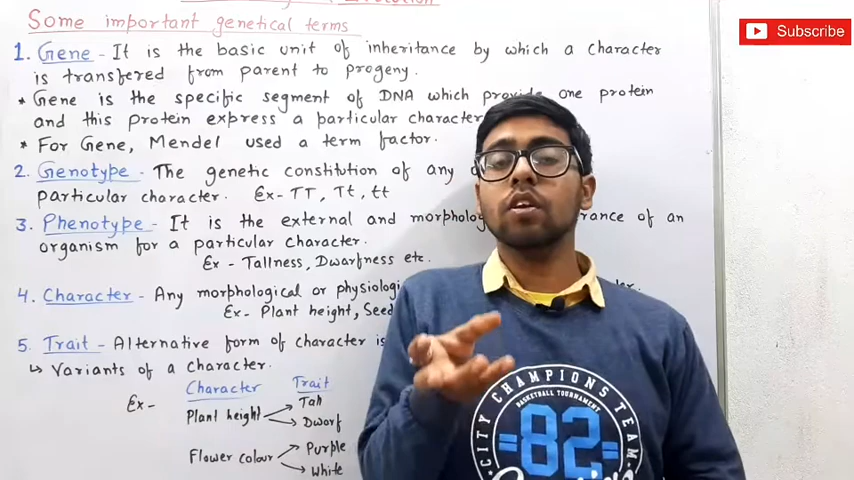 Some important genetical terms
Subscribe
1. Gene - It is the basic unit of inheritance by which a character
is transfered from parent to progeny.
* Gene is the specific segment of DNA which provide one protein
and this protein express a particular character
* For Gene, Mendel used a term factor.
2. Genotype - The genetic constitution of any
particular character. Ex- TT, Tt, tt
3. Phenotype - It is the external and of an
organism for a particular character.
Ex - Tallness, Dwarfness etc.
4. Character - Any morphological or
Ex- Plant height, Seed
5. Trait - Alternative form of character is
↳ Variants of a character.
Character Trait
Ex- Plant height Tall
Dwarf
Flower colour Purple
White
CITY CHAMPIONS TEAM
BASKETBALL TOURNAMENT
82